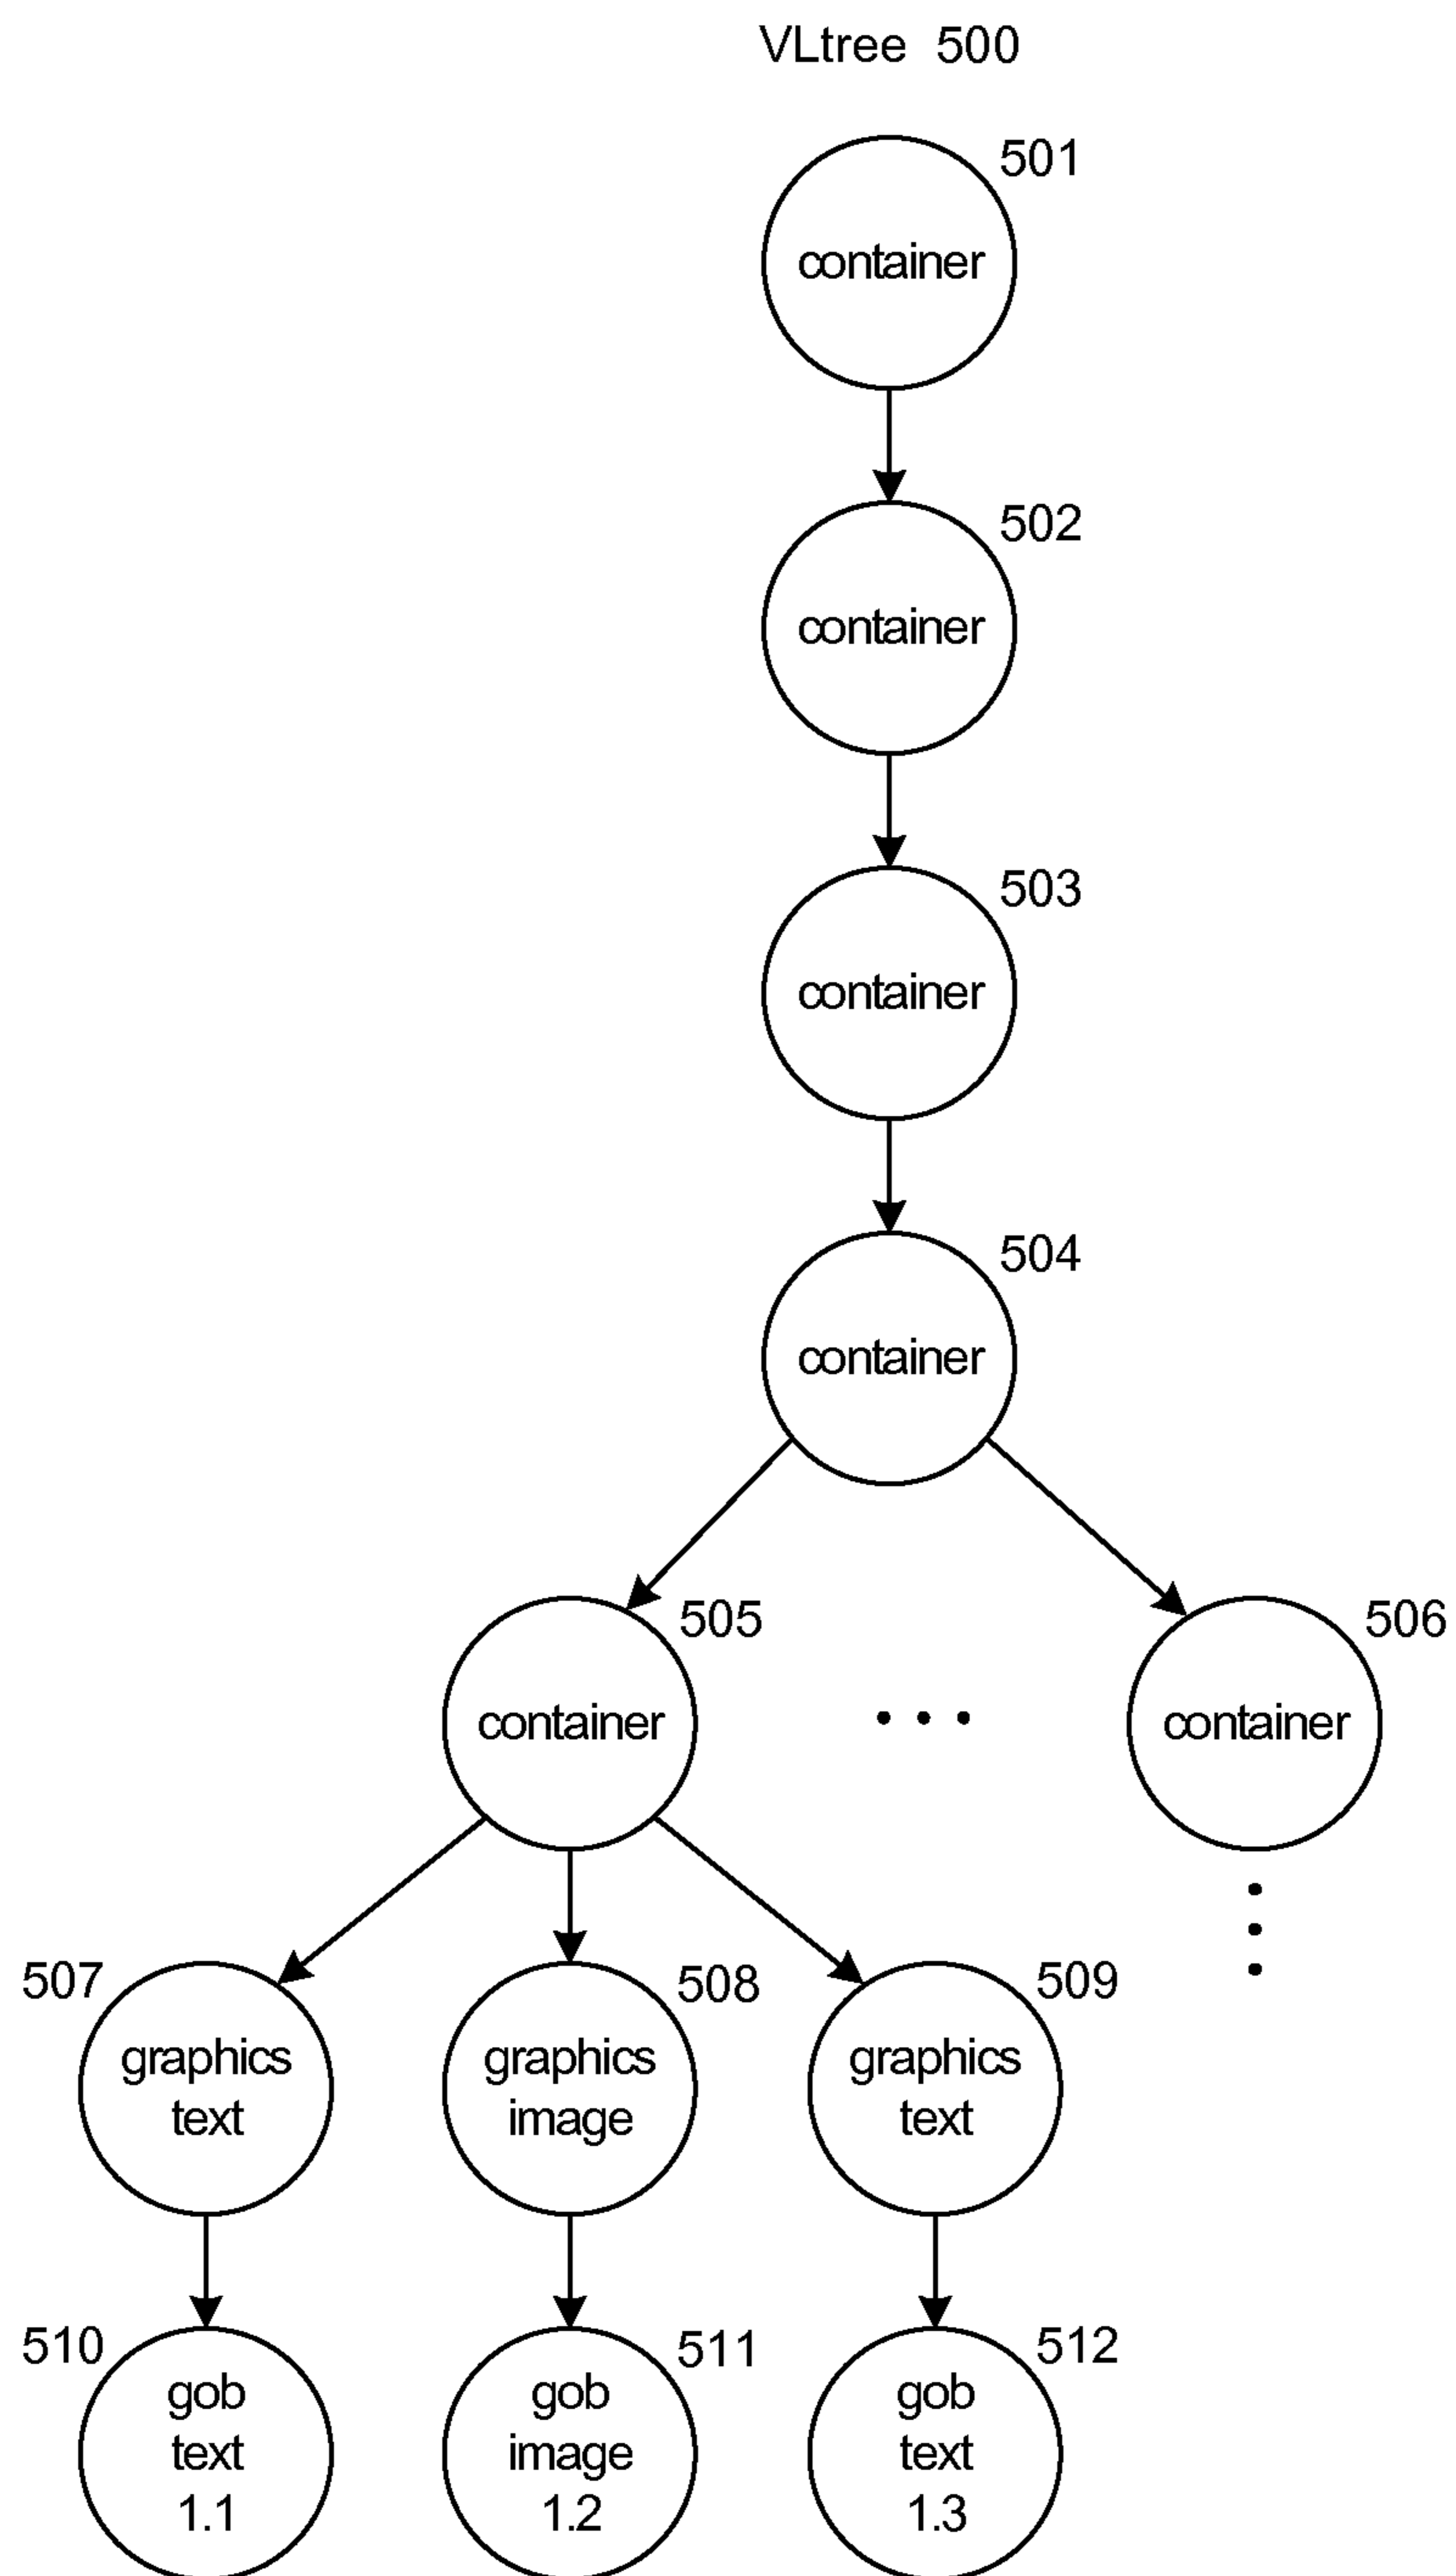 VLtree 500
501
container
502
container
503
container
504
container
505
506
container
container
507
508
509
graphics
text
graphics
image
graphics
text
510
511
512
gob
text
1.1
gob
image
1.2
gob
text
1.3